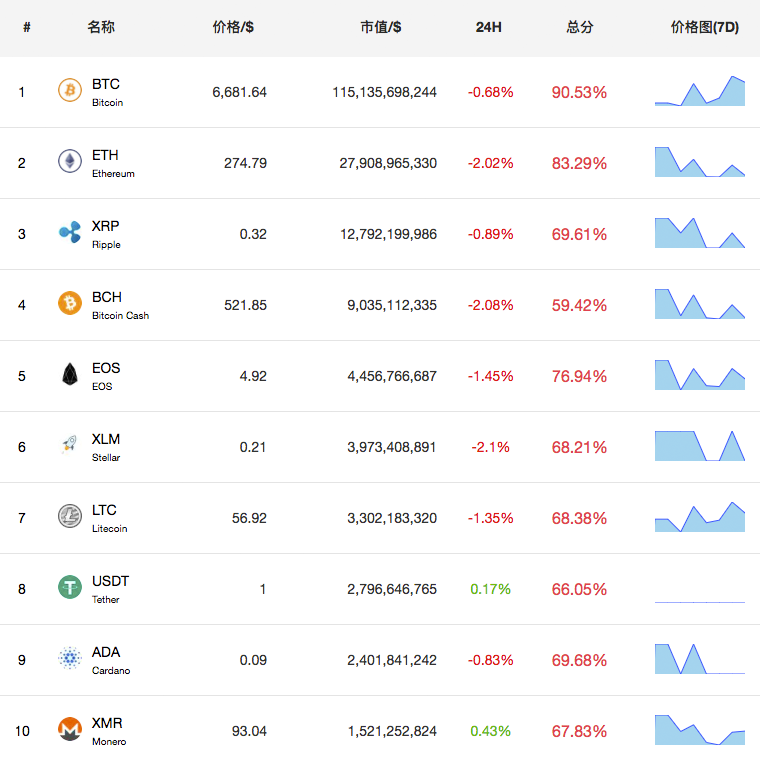 # 名称 价格/$ 市值/$ 24H 总分 价格图(7D)
1 BTC 6,681.64 115,135,698,244 -0.68% 90.53%
Bitcoin
2 ETH 274.79 27,908,965,330 -2.02% 83.29%
Ethereum
3 XRP 0.32 12,792,199,986 -0.89% 69.61%
Ripple
4 BCH 521.85 9,035,112,335 -2.08% 59.42%
Bitcoin Cash
5 EOS 4.92 4,456,766,687 -1.45% 76.94%
EOS
6 XLM 0.21 3,973,408,891 -2.1% 68.21%
Stellar
7 LTC 56.92 3,302,183,320 -1.35% 68.38%
Litecoin
8 USDT 1 2,796,646,765 0.17% 66.05%
Tether
9 ADA 0.09 2,401,841,242 -0.83% 69.68%
Cardano
10 XMR 93.04 1,521,252,824 0.43% 67.83%
Monero